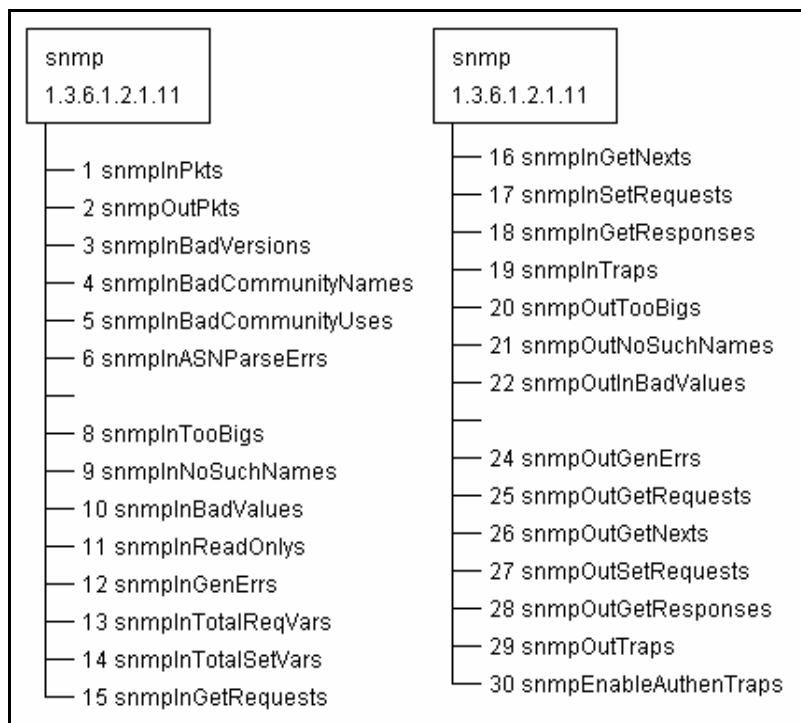 snmp
1.3.6.1.2.1.11
1 snmpInPkts
2 snmpOutPkts
3 snmpInBadVersions
4 snmpInBadCommunityNames
5 snmpInBadCommunityUses
6 snmpInASNParseErrs
8 snmpInTooBigs
9 snmpInNoSuchNames
10 snmpInBadValues
11 snmpInReadOnlys
12 snmpInGenErrs
13 snmpInTotalReqVars
14 snmpInTotalSetVars
15 snmpInGetRequests
snmp
1.3.6.1.2.1.11
16 snmpInGetNexts
17 snmpInSetRequests
18 snmpInGetResponses
19 snmpInTraps
20 snmpOutTooBigs
21 snmpOutNoSuchNames
22 snmpOutInBadValues
24 snmpOutGenErrs
25 snmpOutGetRequests
26 snmpOutGetNexts
27 snmpOutSetRequests
28 snmpOutGetResponses
29 snmpOutTraps
30 snmpEnableAuthenTraps